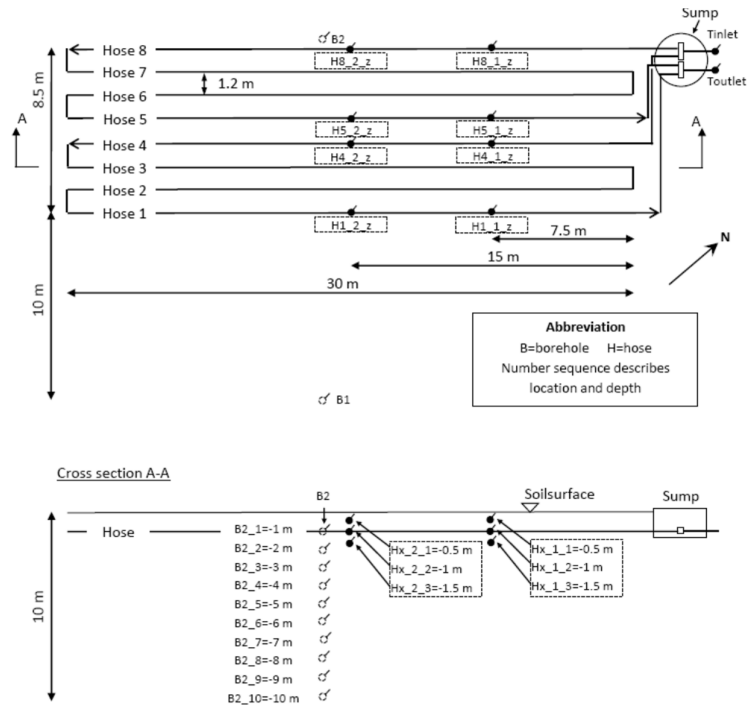 Sump
B2
Tinlet
Hose 8
H8_2_z
H8_1_z
Hose 7
Toutlet
8.5 m
1.2 m
Hose 6
A
Hose 5
H5_2_z
H5_1_z
A
Hose 4
H4_2_z
H4_1_z
Hose 3
Hose 2
Hose 1
H1_2_z
H1_1_z
7.5 m
N
15 m
30 m
10 m
Abbreviation
B=borehole H=hose
Number sequence describes
location and depth
B1
Cross section A-A
B2
Soilsurface
Sump
Hose
B2_1=-1 m
B2_2=-2 m
B2_3=-3 m
B2_4=-4 m
B2_5=-5 m
B2_6=-6 m
B2_7=-7 m
B2_8=-8 m
B2_9=-9 m
B2_10=-10 m
Hx_2_1=-0.5 m
Hx_2_2=-1 m
Hx_2_3=-1.5 m
Hx_1_1=-0.5 m
Hx_1_2=-1 m
Hx_1_3=-1.5 m
10 m